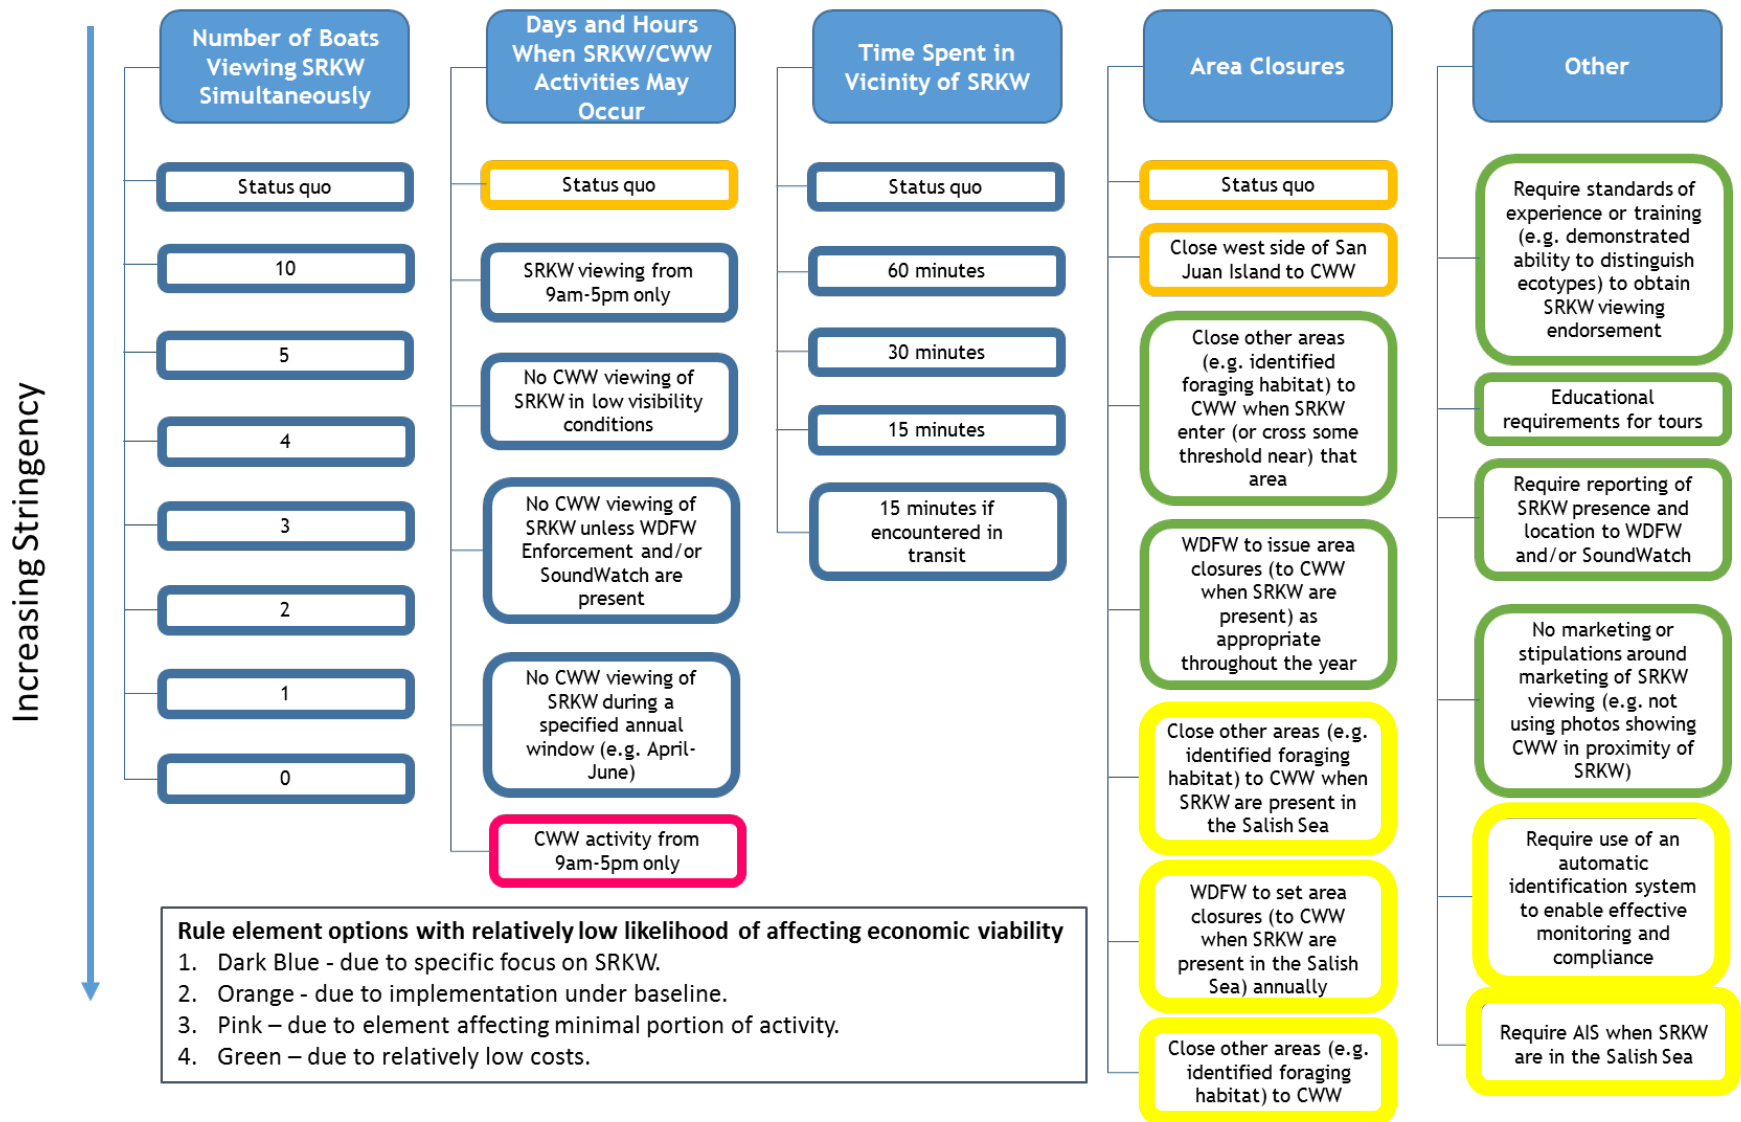 Increasing Stringency
Number of Boats
Viewing SRKW
Simultaneously
Status quo
10
5
4
3
2
1
0
Days and Hours
When SRKW/CWW
Activities May
Occur
Status quo
SRKW viewing from
9am-5pm only
No CWW viewing of
SRKW in low visibility
conditions
No CWW viewing of
SRKW unless WDFW
Enforcement and/or
SoundWatch are
present
No CWW viewing of
SRKW during a
specified annual
window (e.g. April-
June)
CWW activity from
9am-5pm only
Time Spent in
Vicinity of SRKW
Status quo
60 minutes
30 minutes
15 minutes
15 minutes if
encountered in
transit
Area Closures
Status quo
Close west side of San
Juan Island to CWW
Close other areas
(e.g. identified
foraging habitat) to
CWW when SRKW
enter (or cross some
threshold near) that
area
WDFW to issue area
closures (to CWW
when SRKW are
present) as
appropriate
throughout the year
Close other areas (e.g.
identified foraging
habitat) to CWW when
SRKW are present in
the Salish Sea
WDFW to set area
closures (to CWW
when SRKW are
present in the Salish
Sea) annually
Close other areas (e.g.
identified foraging
habitat) to CWW
Other
Require standards of
experience or training
(e.g. demonstrated
ability to distinguish
ecotypes) to obtain
SRKW viewing
endorsement
Educational
requirements for tours
Require reporting of
SRKW presence and
location to WDFW
and/or SoundWatch
No marketing or
stipulations around
marketing of SRKW
viewing (e.g. not
using photos showing
CWW in proximity of
SRKW)
Require use of an
automatic
identification system
to enable effective
monitoring and
compliance
Require AIS when SRKW
are in the Salish Sea
Rule element options with relatively low likelihood of affecting economic viability
1. Dark Blue - due to specific focus on SRKW.
2. Orange - due to implementation under baseline.
3. Pink – due to element affecting minimal portion of activity.
4. Green – due to relatively low costs.